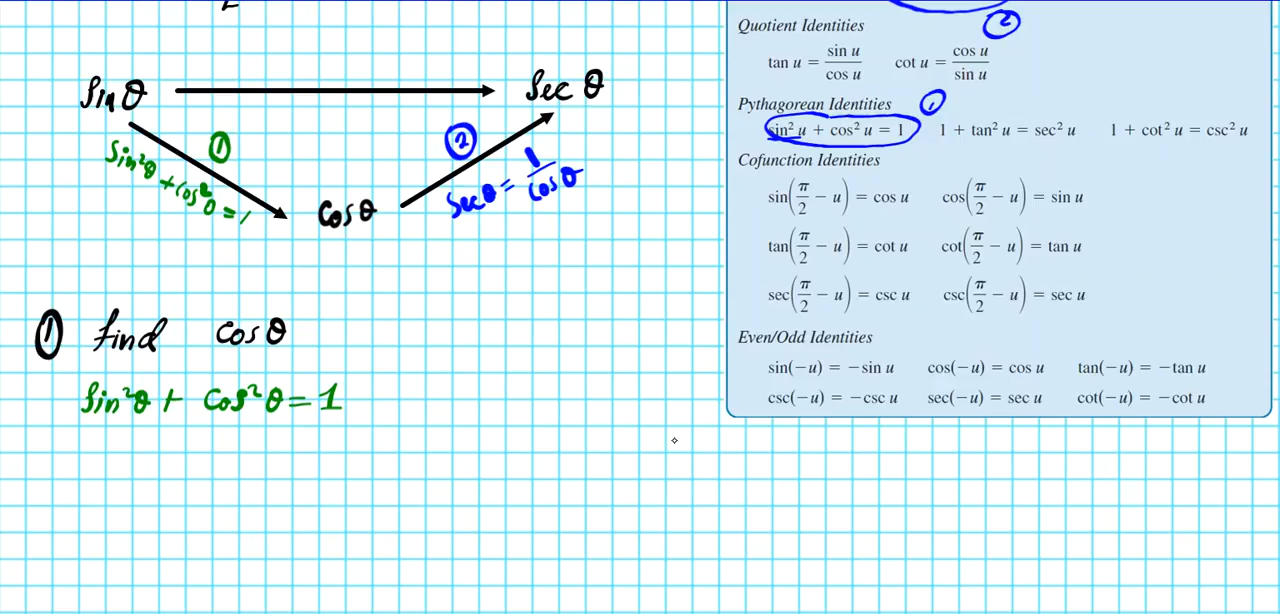 sin θ → sec θ
①
sin²θ + cos²θ = 1
cos θ
②
sec θ = 1/cos θ
① find cos θ
sin²θ + cos²θ = 1
②
Quotient Identities
tan u = sin u/cos u cot u = cos u/sin u
①
Pythagorean Identities
sin² u + cos² u = 1 1 + tan² u = sec² u 1 + cot² u = csc² u
Cofunction Identities
sin(π/2 − u) = cos u cos(π/2 − u) = sin u
tan(π/2 − u) = cot u cot(π/2 − u) = tan u
sec(π/2 − u) = csc u csc(π/2 − u) = sec u
Even/Odd Identities
sin(−u) = −sin u cos(−u) = cos u tan(−u) = −tan u
csc(−u) = −csc u sec(−u) = sec u cot(−u) = −cot u